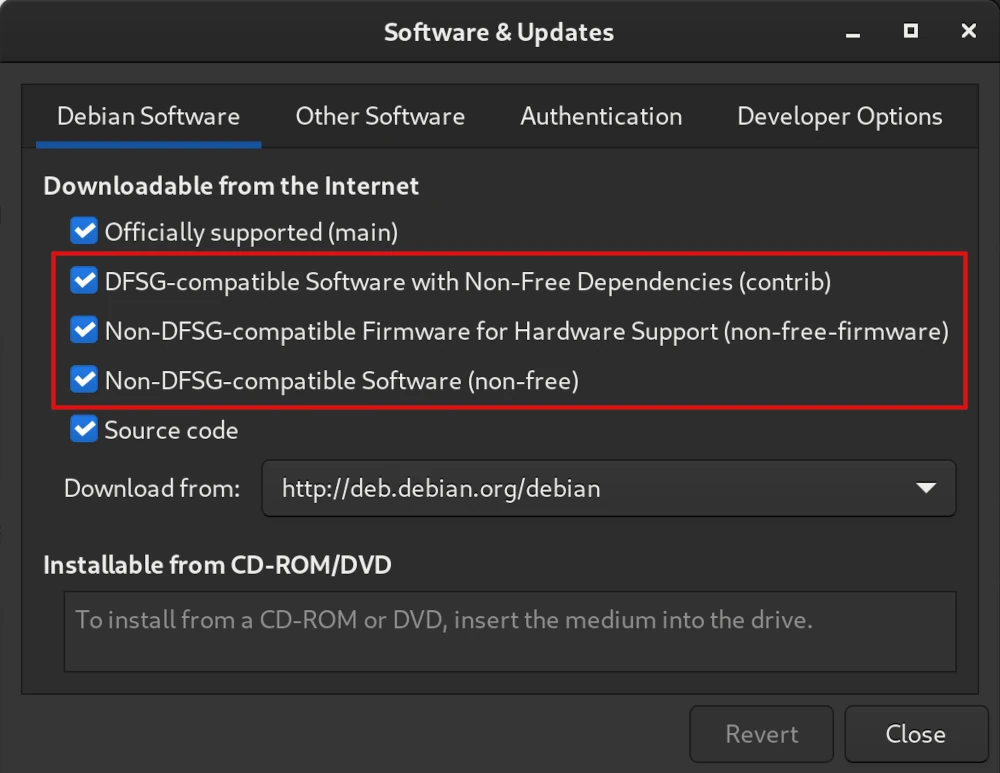 Software & Updates
Debian Software
Other Software
Authentication
Developer Options
Downloadable from the Internet
Officially supported (main)
DFSG-compatible Software with Non-Free Dependencies (contrib)
Non-DFSG-compatible Firmware for Hardware Support (non-free-firmware)
Non-DFSG-compatible Software (non-free)
Source code
Download from: http://deb.debian.org/debian
Installable from CD-ROM/DVD
To install from a CD-ROM or DVD, insert the medium into the drive.
Revert
Close